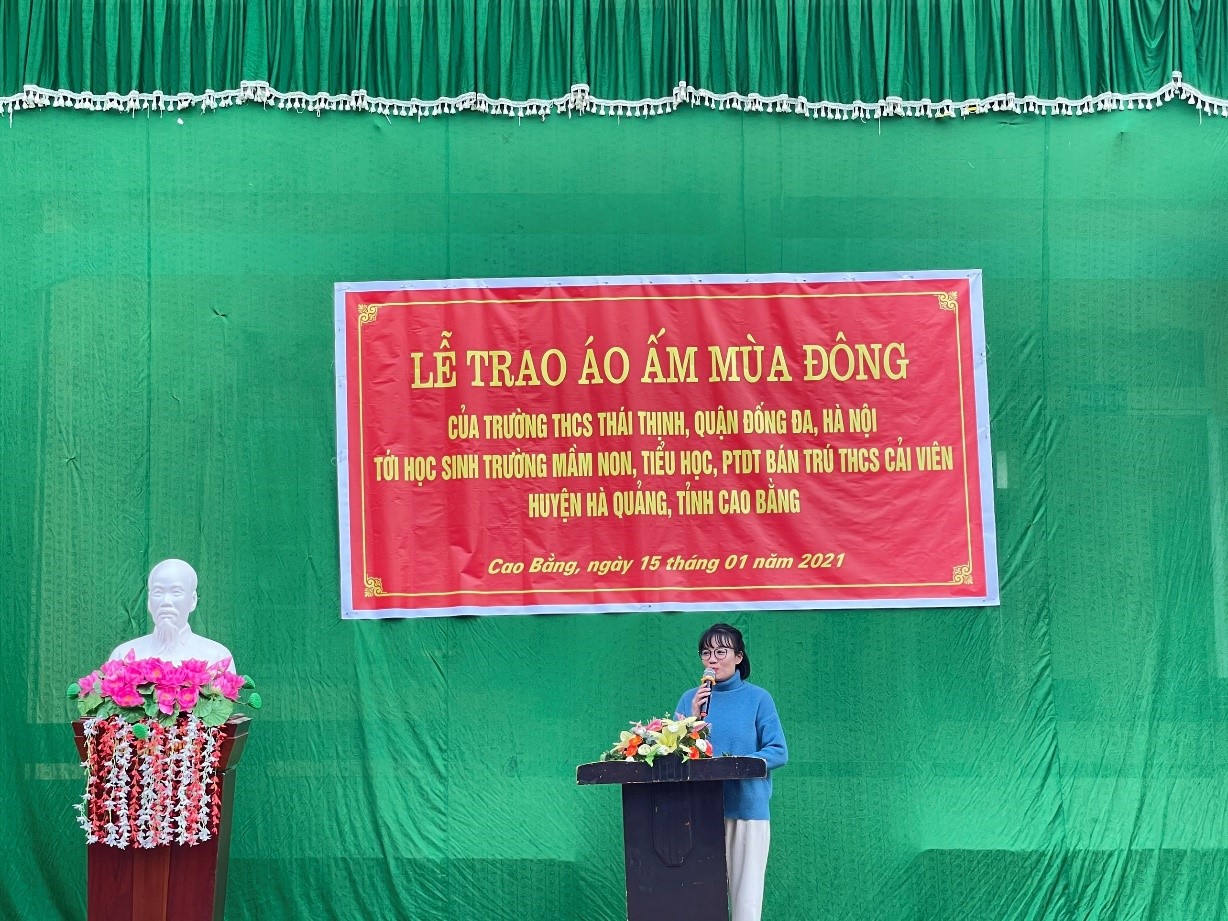 LỄ TRAO ÁO ẤM MÙA ĐÔNG
CỦA TRƯỜNG THCS THÁI THỊNH, QUẬN ĐỐNG ĐA, HÀ NỘI
TỚI HỌC SINH TRƯỜNG MẦM NON, TIỂU HỌC, PTDT BÁN TRÚ THCS CẢI VIÊN
HUYỆN HÀ QUẢNG, TỈNH CAO BẰNG
Cao Bằng, ngày 15 tháng 01 năm 2021